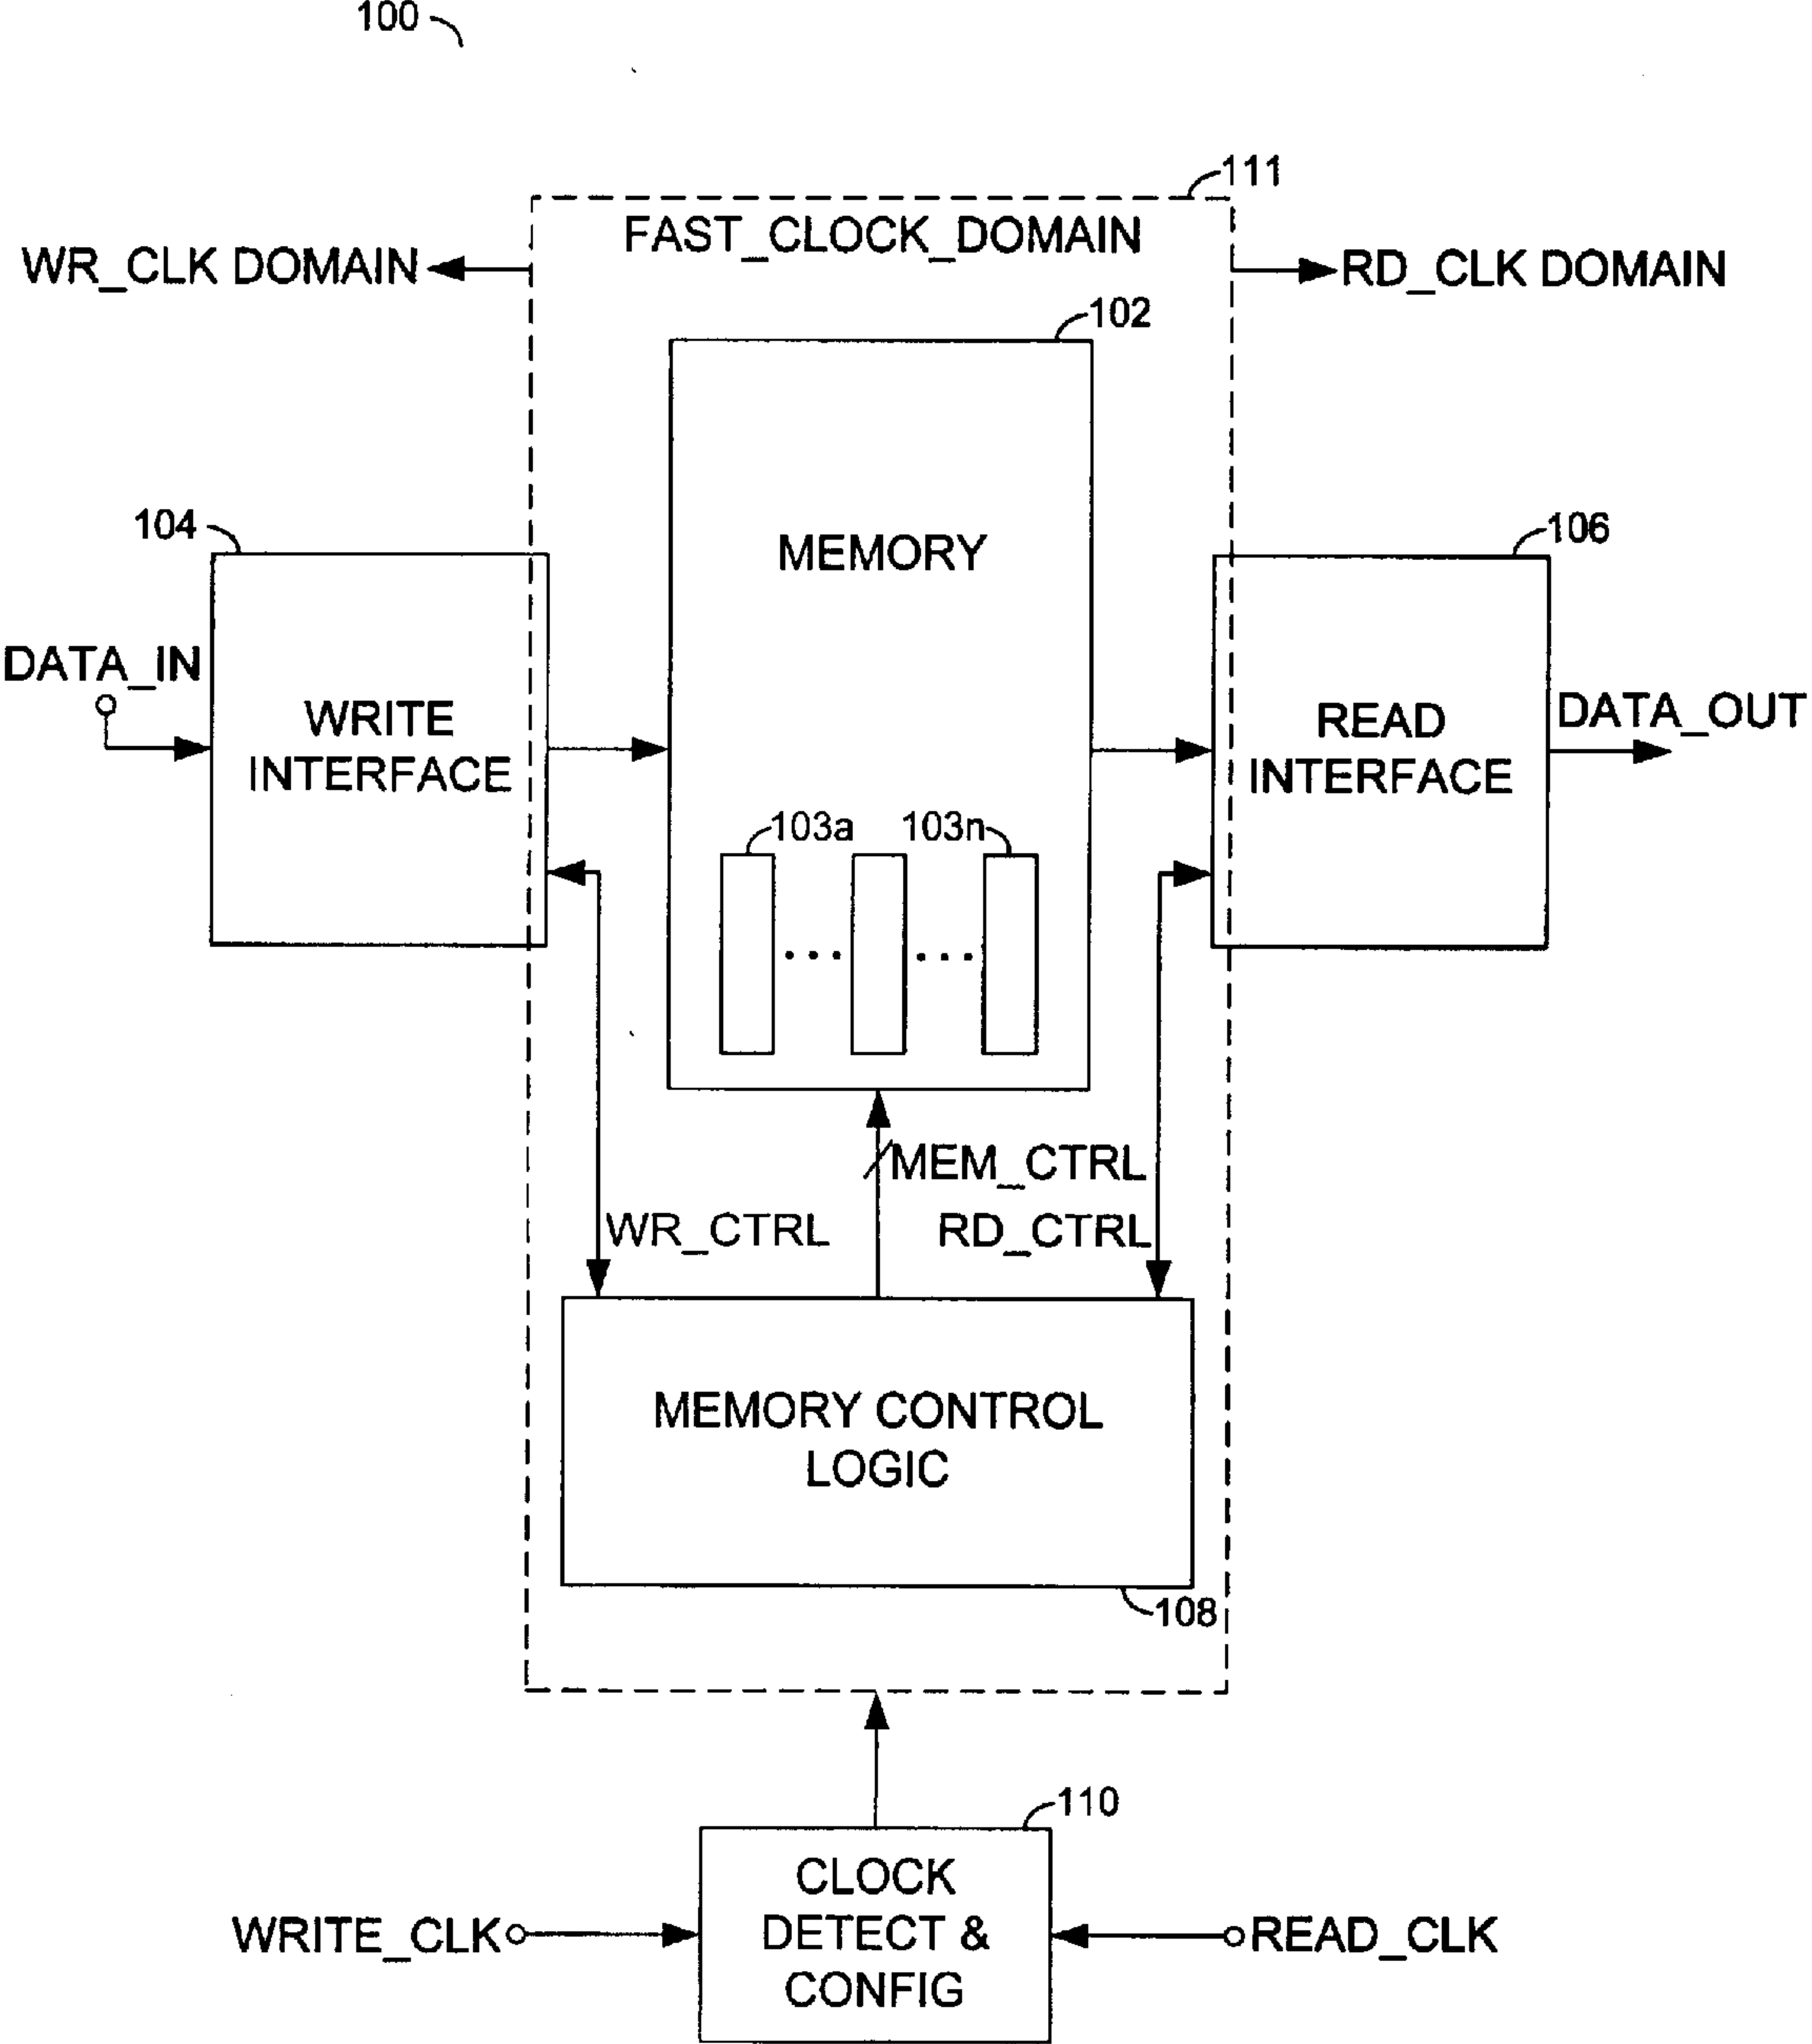 100
111
FAST_CLOCK_DOMAIN
WR_CLK DOMAIN
RD_CLK DOMAIN
102
MEMORY
104
106
DATA_IN
WRITE
INTERFACE
READ
INTERFACE
DATA_OUT
103a
103n
MEM_CTRL
WR_CTRL
RD_CTRL
MEMORY CONTROL
LOGIC
108
110
CLOCK
DETECT &
CONFIG
WRITE_CLK
READ_CLK